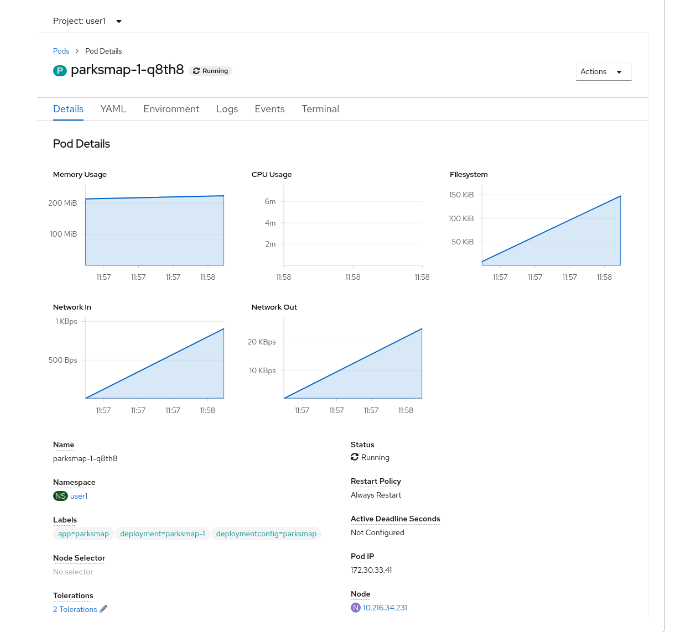 Project: user1
Pods > Pod Details
P parksmap-1-q8th8 Running
Actions
Details YAML Environment Logs Events Terminal
Pod Details
Memory Usage
200 MiB
100 MiB
11:57 11:57 11:57 11:58
CPU Usage
6m
4m
2m
11:58 11:58 11:58
Filesystem
150 KiB
100 KiB
50 KiB
11:57 11:57 11:57 11:58
Network In
1 KBps
500 Bps
11:57 11:57 11:57 11:58
Network Out
20 KBps
10 KBps
11:57 11:57 11:57 11:58
Name
parksmap-1-q8th8
Namespace
NS user1
Labels
app=parksmap deployment=parksmap-1 deploymentconfig=parksmap
Node Selector
No selector
Tolerations
2 Tolerations
Status
Running
Restart Policy
Always Restart
Active Deadline Seconds
Not Configured
Pod IP
172.30.33.41
Node
N 10.216.34.231